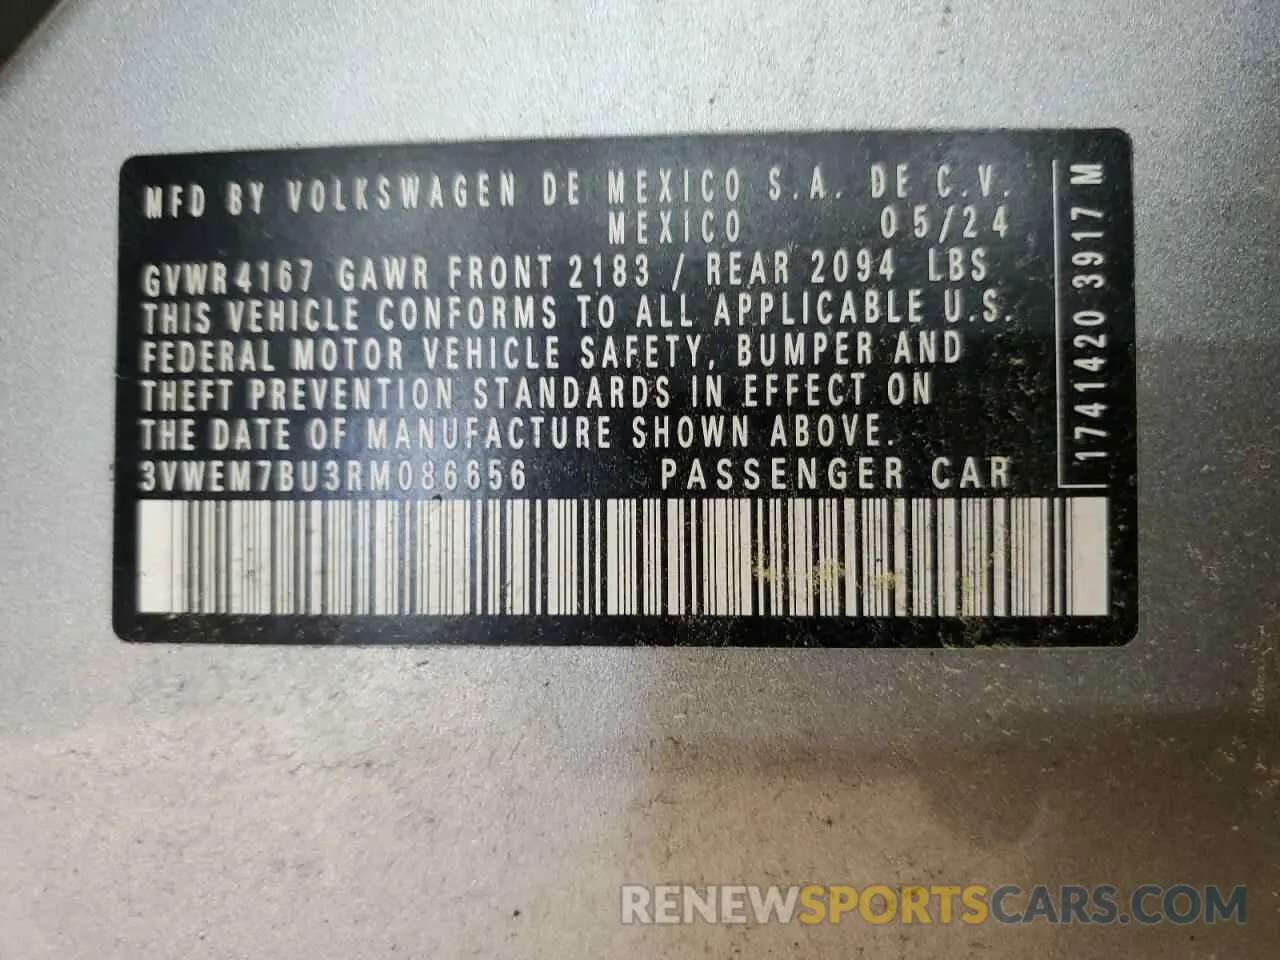 MFD BY VOLKSWAGEN DE MEXICO S.A. DE C.V.
MEXICO 05/24
GVWR 4167 GAWR FRONT 2183 / REAR 2094 LBS
THIS VEHICLE CONFORMS TO ALL APPLICABLE U.S.
FEDERAL MOTOR VEHICLE SAFETY, BUMPER AND
THEFT PREVENTION STANDARDS IN EFFECT ON
THE DATE OF MANUFACTURE SHOWN ABOVE.
3VWEM7BU3RM086656 PASSENGER CAR
1741420 3917 M
RENEWSPORTSCARS.COM